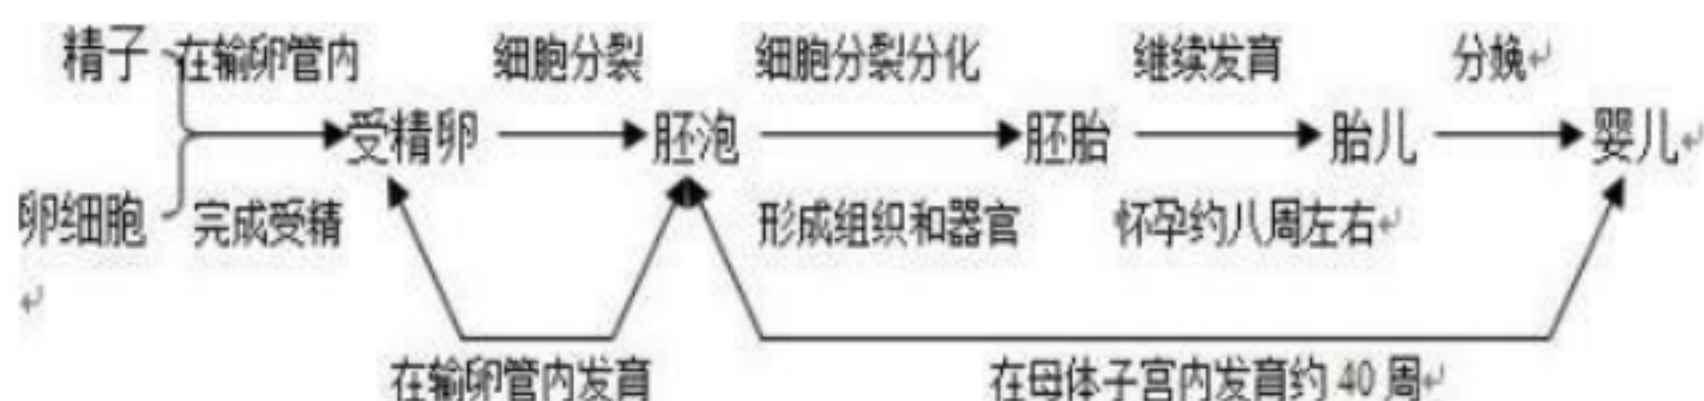 精子 在输卵管内 细胞分裂 细胞分裂分化 继续发育 分娩
受精卵 胚泡 胚胎 胎儿 婴儿
卵细胞 完成受精 形成组织和器官 怀孕约八周左右
在输卵管内发育 在母体子宫内发育约 40 周